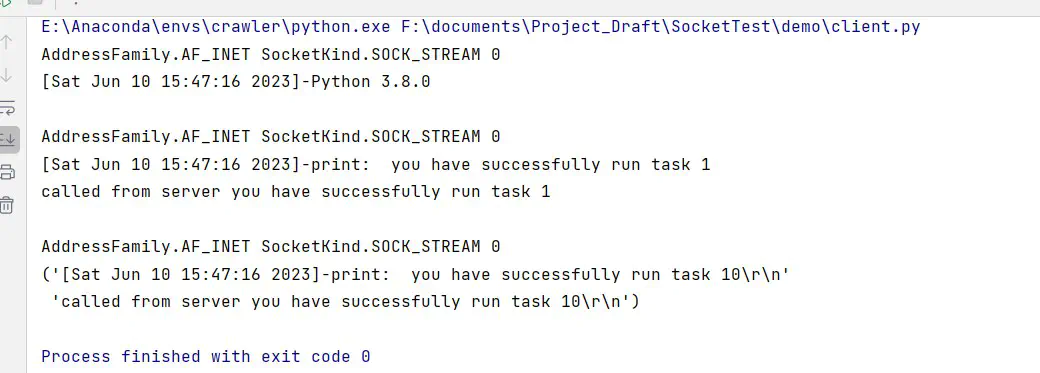 E:\Anaconda\envs\crawler\python.exe F:\documents\Project_Draft\SocketTest\demo\client.py
AddressFamily.AF_INET SocketKind.SOCK_STREAM 0
[Sat Jun 10 15:47:16 2023]-Python 3.8.0
AddressFamily.AF_INET SocketKind.SOCK_STREAM 0
[Sat Jun 10 15:47:16 2023]-print:  you have successfully run task 1
called from server you have successfully run task 1
AddressFamily.AF_INET SocketKind.SOCK_STREAM 0
('[Sat Jun 10 15:47:16 2023]-print:  you have successfully run task 10\r\n'
 'called from server you have successfully run task 10\r\n')
Process finished with exit code 0